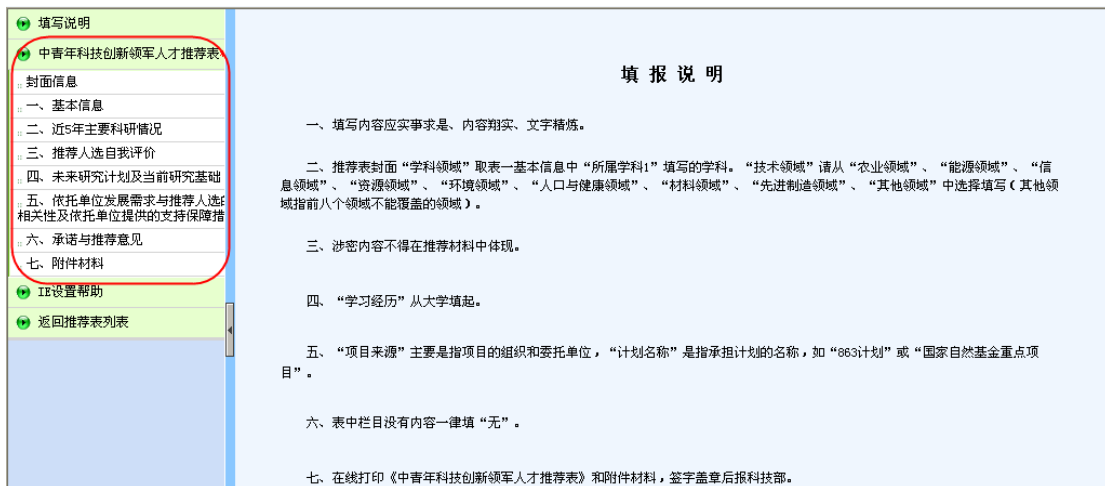 填写说明
中青年科技创新领军人才推荐表
封面信息
一、基本信息
二、近5年主要科研情况
三、推荐人选自我评价
四、未来研究计划及当前研究基础
五、依托单位发展需求与推荐人选的
相关性及依托单位提供的支持保障措
六、承诺与推荐意见
七、附件材料
IE设置帮助
返回推荐表列表
填 报 说 明
一、填写内容应实事求是、内容翔实、文字精炼。
二、推荐表封面“学科领域”取表一基本信息中“所属学科1”填写的学科。“技术领域”请从“农业领域”、“能源领域”、“信
息领域”、“资源领域”、“环境领域”、“人口与健康领域”、“材料领域”、“先进制造领域”、“其他领域”中选择填写(其他领
域指前八个领域不能覆盖的领域)。
三、涉密内容不得在推荐材料中体现。
四、“学习经历”从大学填起。
五、“项目来源”主要是指项目的组织和委托单位,“计划名称”是指承担计划的名称,如“863计划”或“国家自然基金重点项
目”。
六、表中栏目没有内容一律填“无”。
七、在线打印《中青年科技创新领军人才推荐表》和附件材料,签字盖章后报科技部。